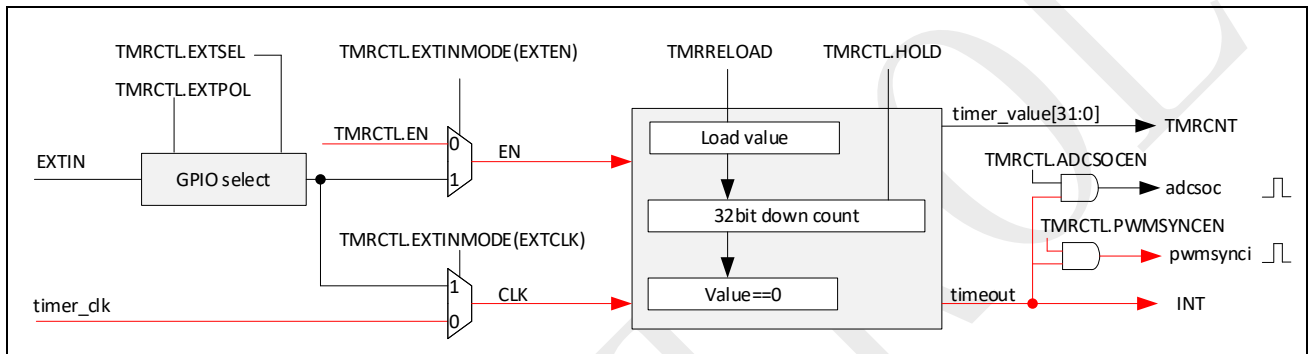 TMRCTL.EXTSEL
TMRCTL.EXTINMODE(EXTEN)
TMRRELOAD
TMRCTL.HOLD
TMRCTL.EXTPOL
timer_value[31:0]
TMRCNT
TMRCTL.EN
0
Load value
EXTIN
GPIO select
EN
1
TMRCTL.ADCSOCEN
adcsoc
32bit down count
TMRCTL.PWMSYNCEN
TMRCTL.EXTINMODE(EXTCLK)
pwmsynci
1
CLK
Value==0
timeout
timer_clk
0
INT